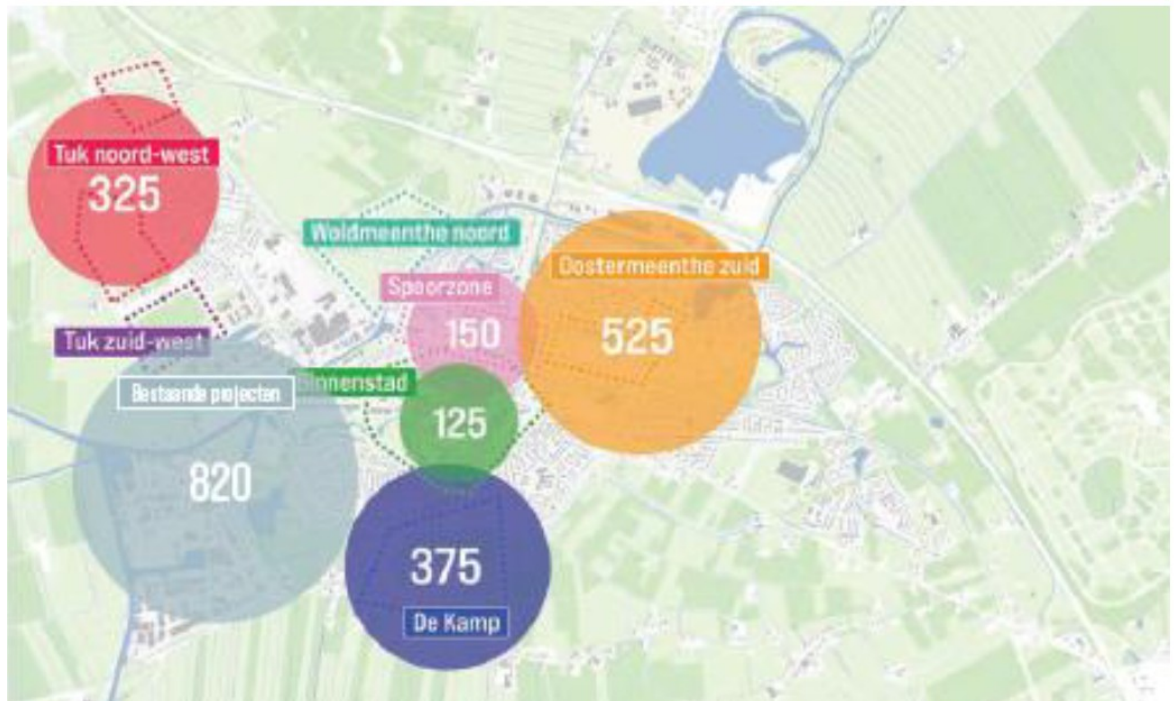 Tuk noord-west
325
Woldmeenthe noord
Oostermeenthe zuid
Spoorzone
150
525
Tuk zuid-west
Bestaande projecten
Binnenstad
125
820
375
De Kamp